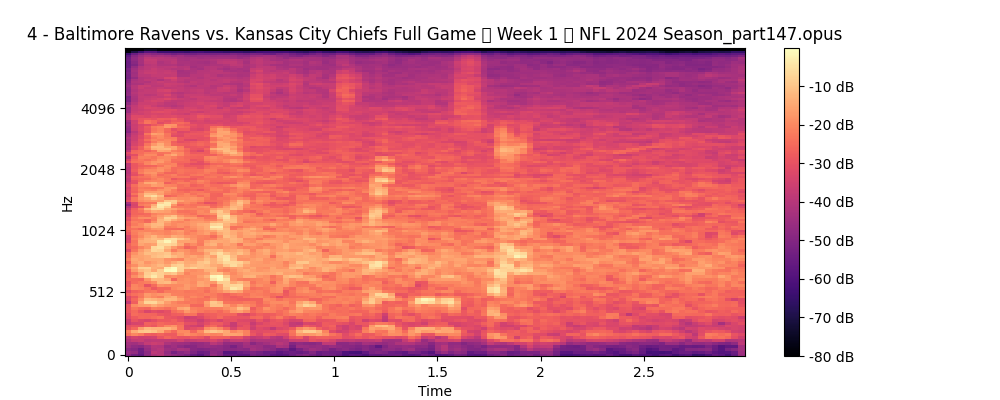 4 - Baltimore Ravens vs. Kansas City Chiefs Full Game ▯ Week 1 ▯ NFL 2024 Season_part147.opus
Hz
4096
2048
1024
512
0
0 0.5 1 1.5 2 2.5
Time
-10 dB
-20 dB
-30 dB
-40 dB
-50 dB
-60 dB
-70 dB
-80 dB